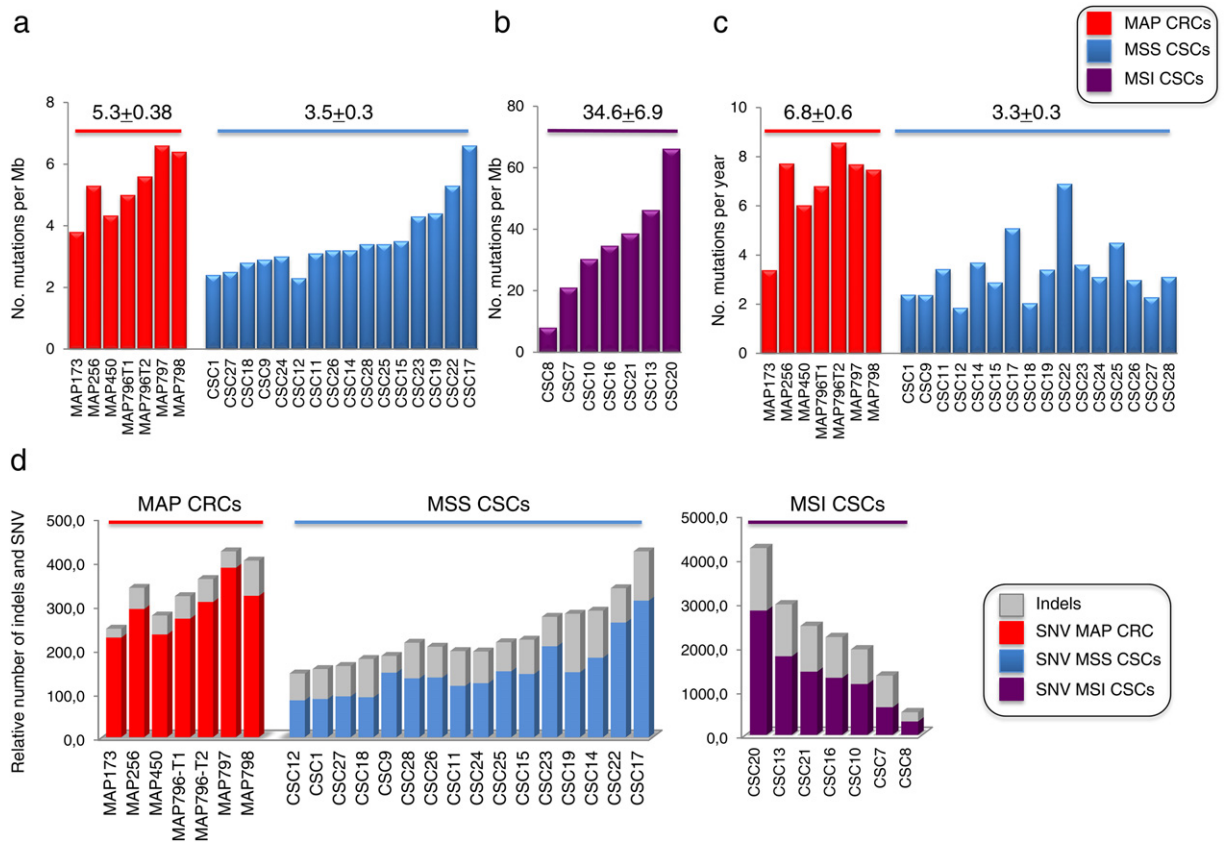 a
b
c
MAP CRCs
MSS CSCs
MSI CSCs
5.3±0.38
3.5±0.3
No. mutations per Mb
8
6
4
2
0
MAP173
MAP256
MAP450
MAP796T1
MAP796T2
MAP797
MAP798
CSC1
CSC27
CSC18
CSC9
CSC24
CSC12
CSC11
CSC26
CSC14
CSC28
CSC25
CSC15
CSC23
CSC19
CSC22
CSC17
34.6±6.9
No. mutations per Mb
80
60
40
20
0
CSC8
CSC7
CSC10
CSC16
CSC21
CSC13
CSC20
6.8±0.6
3.3±0.3
No. mutations per year
10
8
6
4
2
0
MAP173
MAP256
MAP450
MAP796T1
MAP796T2
MAP797
MAP798
CSC1
CSC9
CSC11
CSC12
CSC14
CSC15
CSC17
CSC18
CSC19
CSC22
CSC23
CSC24
CSC25
CSC26
CSC27
CSC28
d
MAP CRCs
MSS CSCs
MSI CSCs
Relative number of indels and SNV
500,0
400,0
300,0
200,0
100,0
0,0
MAP173
MAP256
MAP450
MAP796-T1
MAP796-T2
MAP797
MAP798
CSC12
CSC1
CSC27
CSC18
CSC9
CSC28
CSC26
CSC11
CSC24
CSC25
CSC15
CSC23
CSC19
CSC14
CSC22
CSC17
5000,0
4000,0
3000,0
2000,0
1000,0
0,0
CSC20
CSC13
CSC21
CSC16
CSC10
CSC7
CSC8
Indels
SNV MAP CRC
SNV MSS CSCs
SNV MSI CSCs